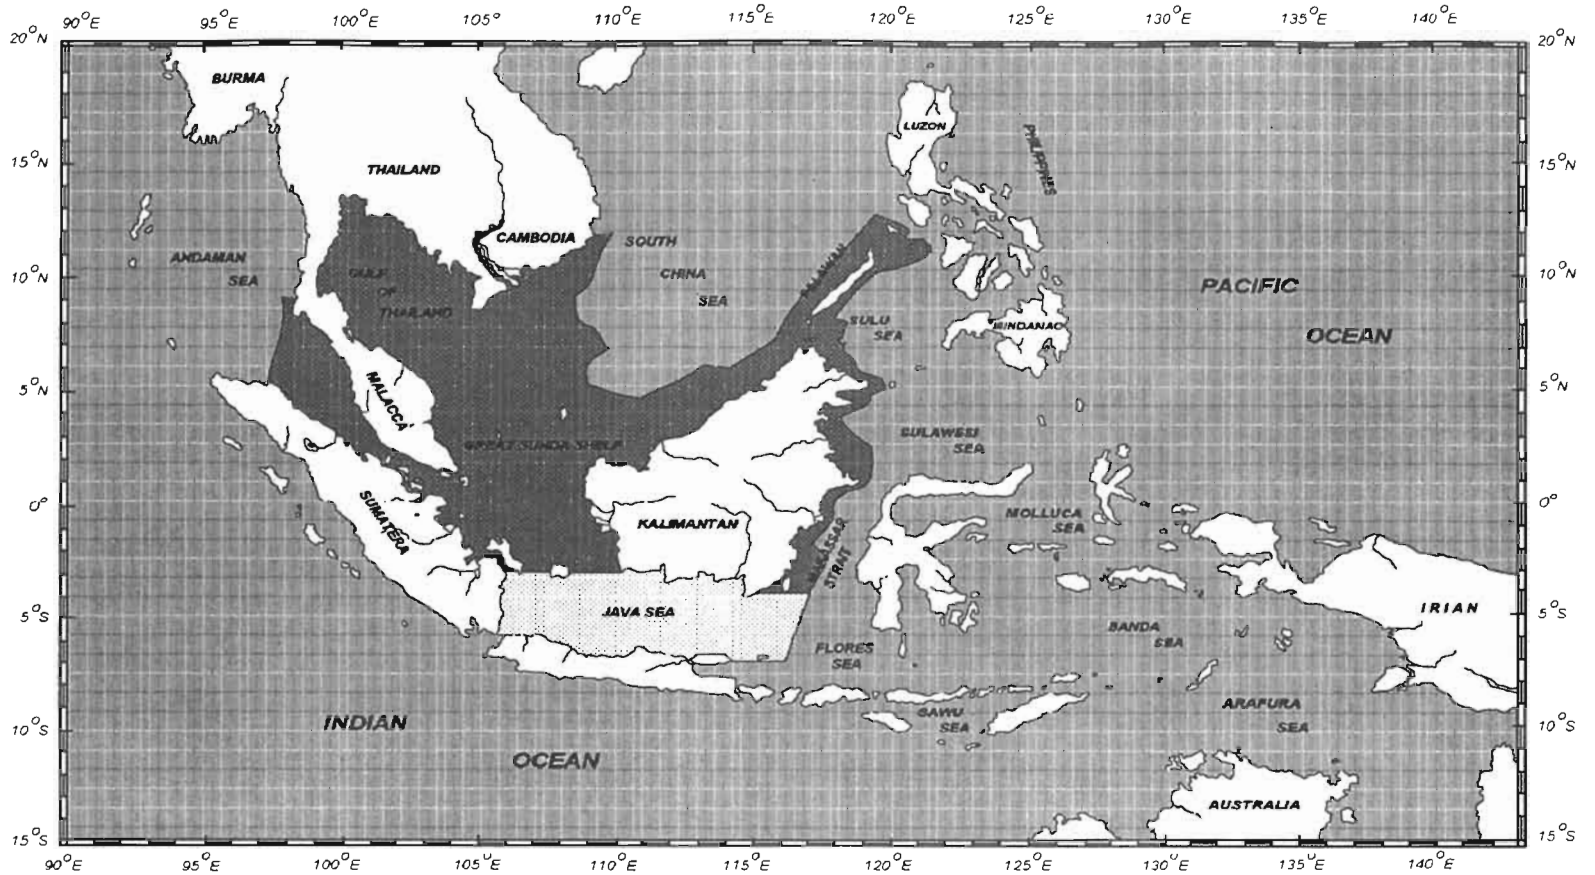 90°E 95°E 100°E 105° 110°E 115°E 120°E 125°E 130°E 135°E 140°E
20°N 20°N
BURMA
LUZON
PHILIPPINES
15°N 15°N
THAILAND
CAMBODIA
SOUTH
CHINA
SEA
ANDAMAN
SEA
10°N 10°N
GULF
OF
THAILAND
PALAWAN
PACIFIC
OCEAN
SULU
SEA
MINDANAO
5°N 5°N
MALACCA
GREAT SUNDA SHELF
SULAWESI
SEA
0° 0°
SUMATERA
KALIMANTAN
MAKASSAR
STRNT
MOLLUCA
SEA
5°S 5°S
JAVA SEA
IRIAN
FLORES
SEA
BANDA
SEA
10°S 10°S
INDIAN
OCEAN
SAWU
SEA
ARAFURA
SEA
AUSTRALIA
15°S 15°S
90°E 95°E 100°E 105°E 110°E 115°E 120°E 125°E 130°E 135°E 140°E